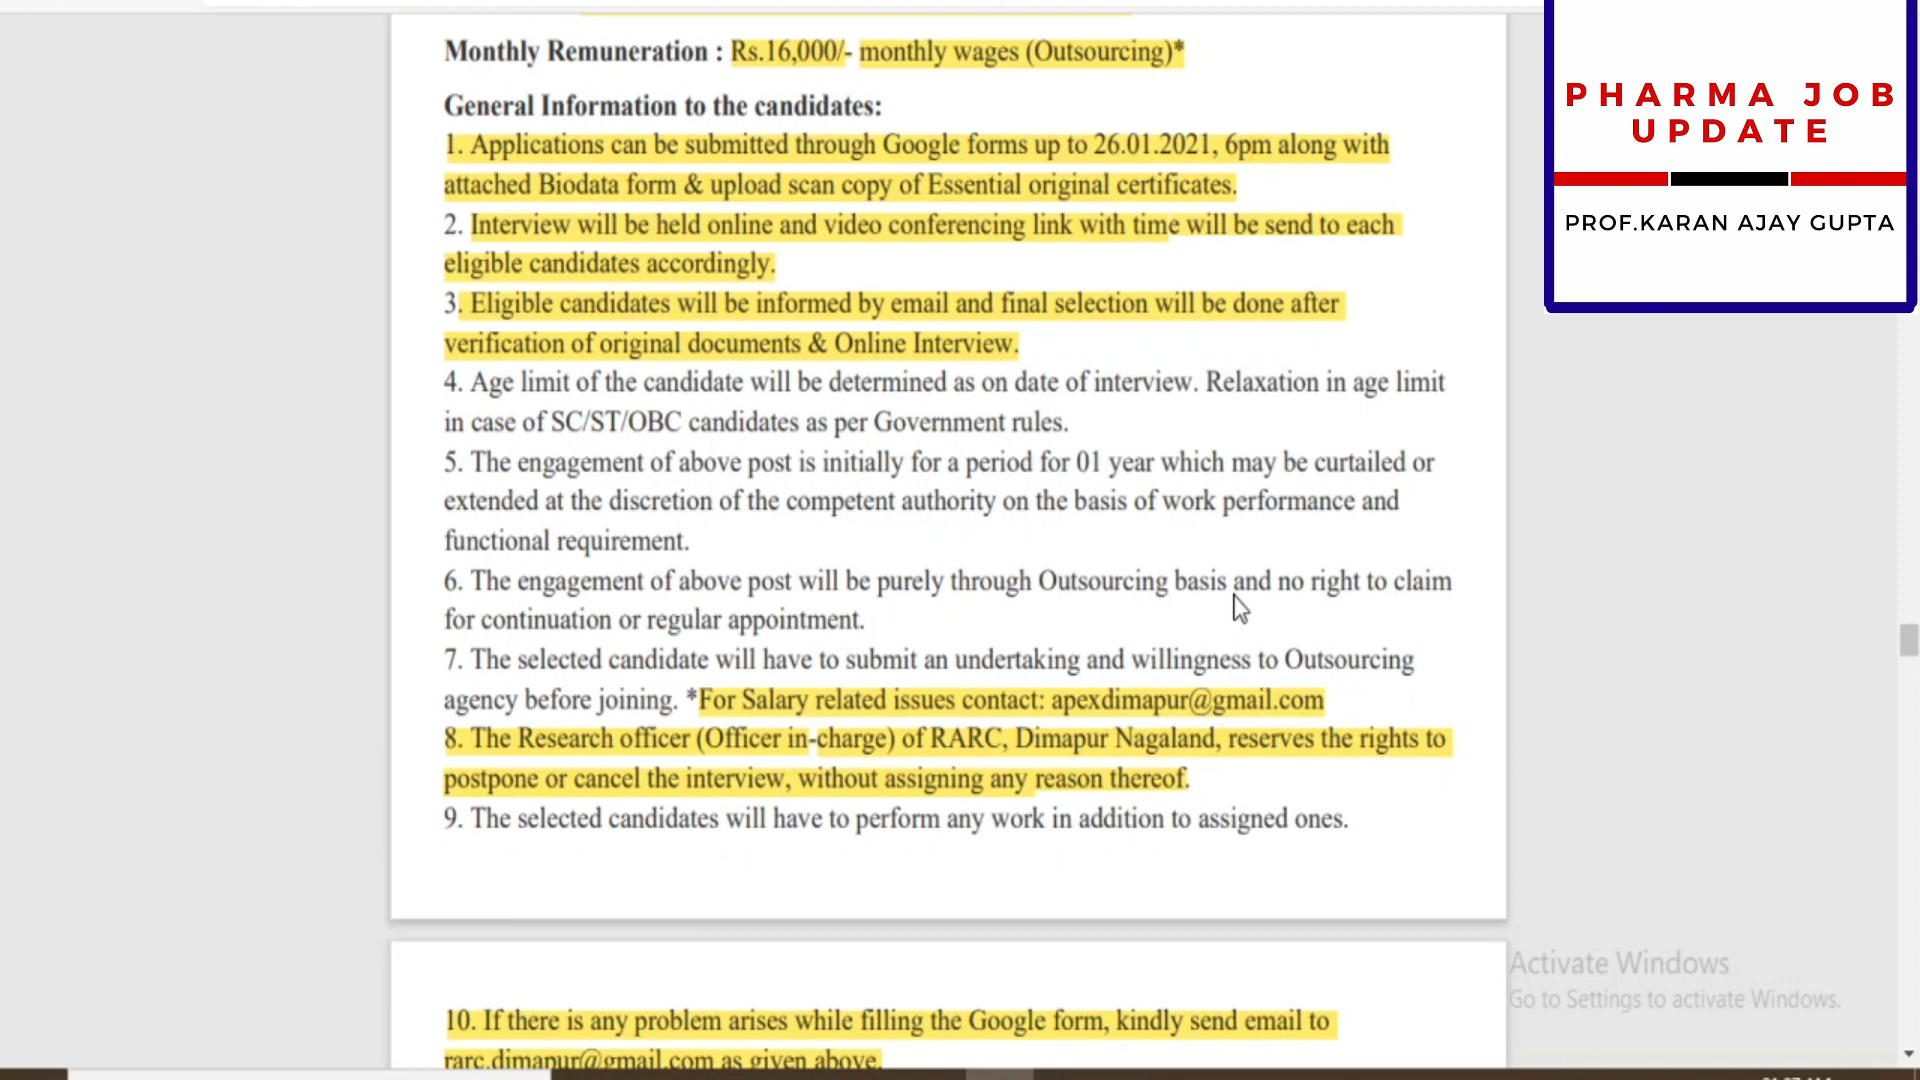 Monthly Remuneration : Rs.16,000/- monthly wages (Outsourcing)*
General Information to the candidates:
1. Applications can be submitted through Google forms up to 26.01.2021, 6pm along with
attached Biodata form & upload scan copy of Essential original certificates.
2. Interview will be held online and video conferencing link with time will be send to each
eligible candidates accordingly.
3. Eligible candidates will be informed by email and final selection will be done after
verification of original documents & Online Interview.
4. Age limit of the candidate will be determined as on date of interview. Relaxation in age limit
in case of SC/ST/OBC candidates as per Government rules.
5. The engagement of above post is initially for a period for 01 year which may be curtailed or
extended at the discretion of the competent authority on the basis of work performance and
functional requirement.
6. The engagement of above post will be purely through Outsourcing basis and no right to claim
for continuation or regular appointment.
7. The selected candidate will have to submit an undertaking and willingness to Outsourcing
agency before joining. *For Salary related issues contact: apexdimapur@gmail.com
8. The Research officer (Officer in-charge) of RARC, Dimapur Nagaland, reserves the rights to
postpone or cancel the interview, without assigning any reason thereof.
9. The selected candidates will have to perform any work in addition to assigned ones.
10. If there is any problem arises while filling the Google form, kindly send email to
rarc.dimapur@gmail.com as given above.
PHARMA JOB
UPDATE
PROF.KARAN AJAY GUPTA
Activate Windows
Go to Settings to activate Windows.